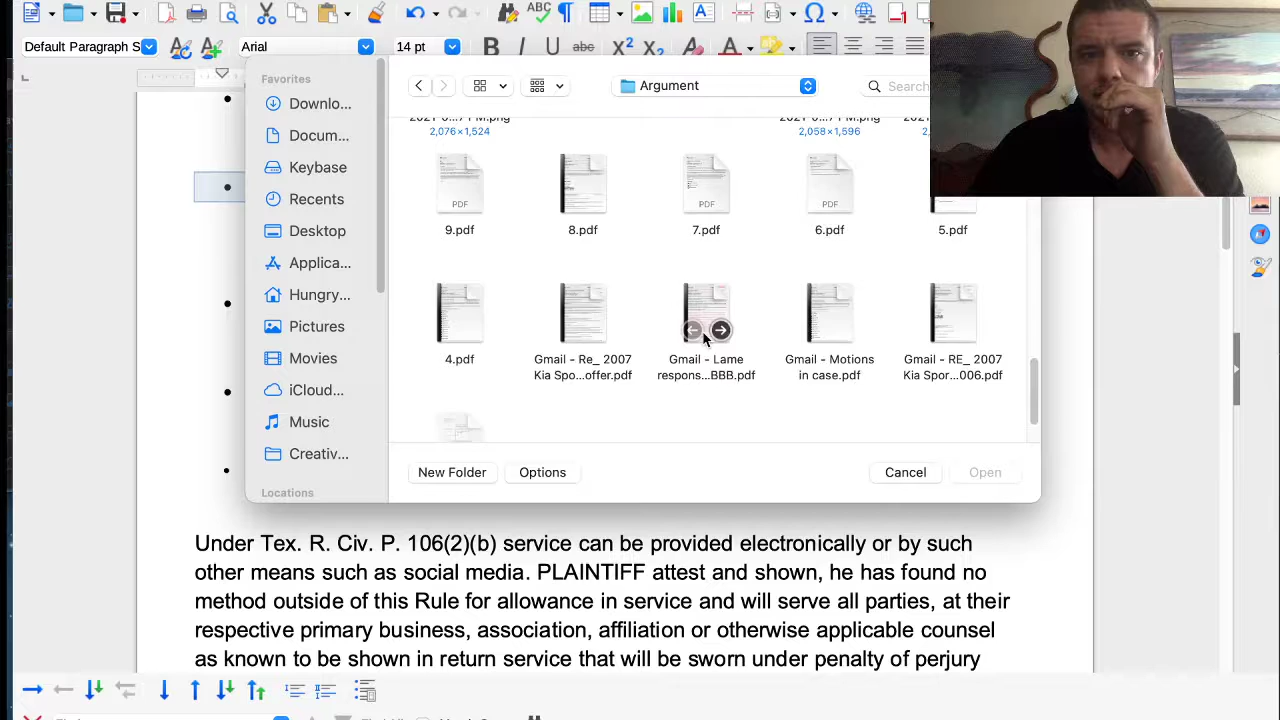 Default Paragraph S
Arial
14 pt
ABC
B
I
U
abc
X²
X₂
A
Favorites
Downlo...
Docum...
Keybase
Recents
Desktop
Applica...
Hungry...
Pictures
Movies
iCloud...
Music
Creativ...
Locations
Argument
Search
2,076×1,524
2,058×1,596
PDF
PDF
PDF
9.pdf
8.pdf
7.pdf
6.pdf
5.pdf
4.pdf
Gmail - Re_ 2007
Kia Spo...offer.pdf
Gmail - Lame
respons...BBB.pdf
Gmail - Motions
in case.pdf
Gmail - RE_ 2007
Kia Spor...006.pdf
New Folder
Options
Cancel
Open
Under Tex. R. Civ. P. 106(2)(b) service can be provided electronically or by such
other means such as social media. PLAINTIFF attest and shown, he has found no
method outside of this Rule for allowance in service and will serve all parties, at their
respective primary business, association, affiliation or otherwise applicable counsel
as known to be shown in return service that will be sworn under penalty of perjury